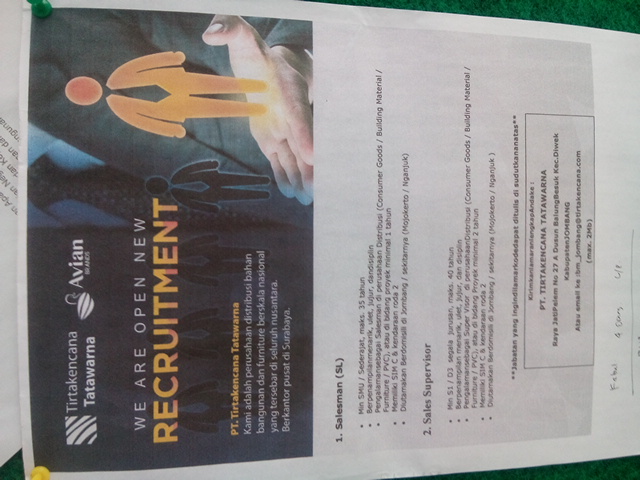 Tirtakencana
Tatawarna
Avian
BRANDS
WE ARE OPEN NEW
RECRUITMENT
PT. Tirtakencana Tatawarna
Kami adalah perusahaan distribusi bahan
bangunan dan furniture berskala nasional
yang tersebar di seluruh nusantara.
Berkantor pusat di Surabaya.
1. Salesman (SL)
• Min SMU / Sederajat, maks. 35 tahun
• Berpenampilanmenarik, ulet, jujur, dandisiplin
• Pengalamansebagai Salesman di perusahaan Distribusi (Consumer Goods / Building Material /
Furniture / PVC), atau di bidang proyek minimal 1 tahun
• Memiliki SIM C & kendaraan roda 2
• Diutamakan Berdomisili di Jombang / sekitarnya (Mojokerto / Nganjuk)
2. Sales Supervisor
• Min S1 / D3 segala jurusan, maks. 40 tahun
• Berpenampilan menarik, ulet, jujur, dan disiplin
• Pengalamansebagai Super Visor di perusahaanDistribusi (Consumer Goods / Building Material /
Furniture / PVC), atau di bidang Proyek minimal 2 tahun
• Memiliki SIM C & kendaraan roda 2
• Diutamakan Berdomisili di Jombang / sekitarnya (Mojokerto / Nganjuk )
**Jabatan yang ingindilamarkodedapat ditulis di sudutkananatas**
KirimkanlamaranlengkapAndake :
PT. TIRTAKENCANA TATAWARNA
Raya JatiPelem No 27 A Dusun BalungBesuk Kec.Diwek
KabupatenJOMBANG
Atau email ke :bm_jombang@tirtakencana.com
(max. 2Mb)